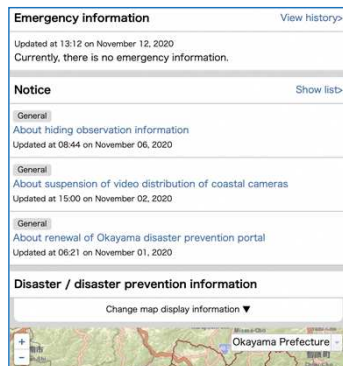 Emergency information
View history>
Updated at 13:12 on November 12, 2020
Currently, there is no emergency information.
Notice
Show list>
General
About hiding observation information
Updated at 08:44 on November 06, 2020
General
About suspension of video distribution of coastal cameras
Updated at 15:00 on November 02, 2020
General
About renewal of Okayama disaster prevention portal
Updated at 06:21 on November 01, 2020
Disaster / disaster prevention information
Change map display information ▼
+
Okayama Prefecture
-